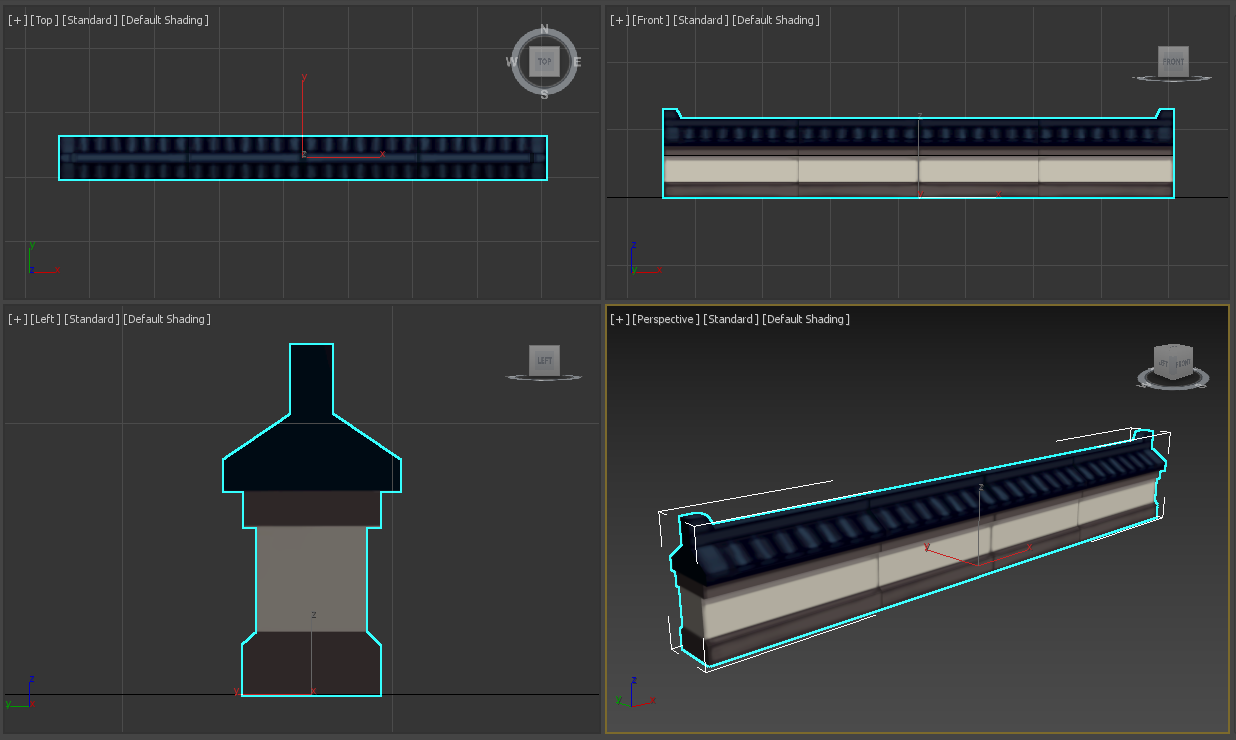 [+] [Top] [Standard] [Default Shading]
N
W TOP E
S
y
z x
y
z x
[+] [Front] [Standard] [Default Shading]
FRONT
z
y x
z
y x
[+] [Left] [Standard] [Default Shading]
LEFT
z
y x
z
y
[+] [Perspective] [Standard] [Default Shading]
FRONT
z
y x
z
y x